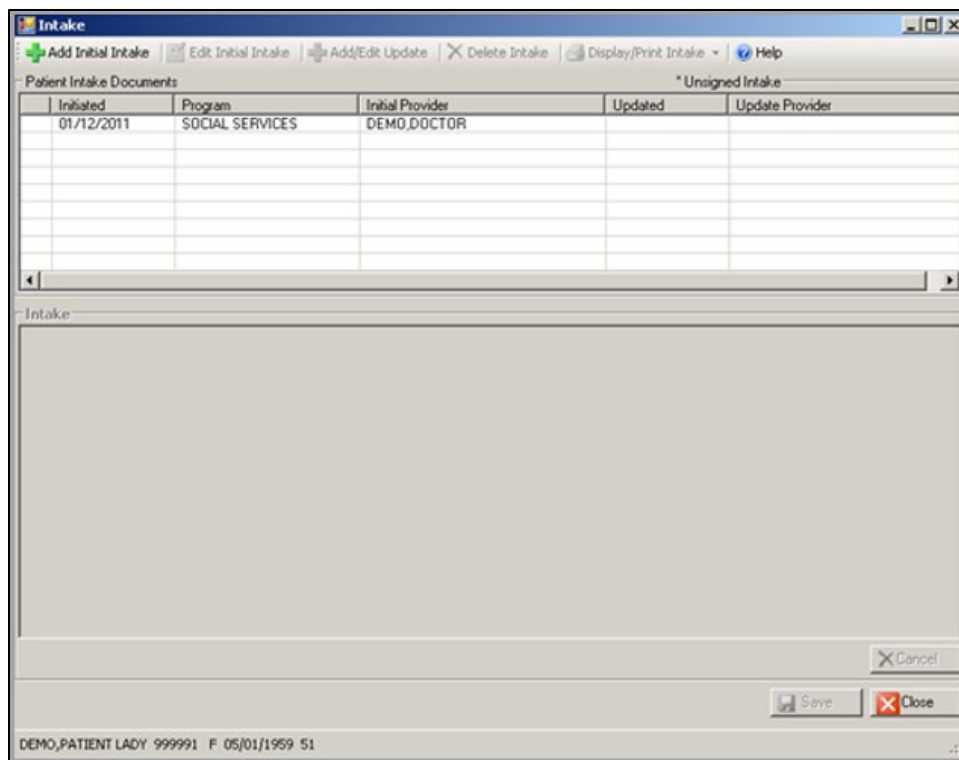 Intake
Add Initial Intake Edit Initial Intake Add/Edit Update Delete Intake Display/Print Intake Help
Patient Intake Documents * Unsigned Intake
Initiated Program Initial Provider Updated Update Provider
01/12/2011 SOCIAL SERVICES DEMO,DOCTOR
Intake
Cancel
Save Close
DEMO,PATIENT LADY 999991 F 05/01/1959 51